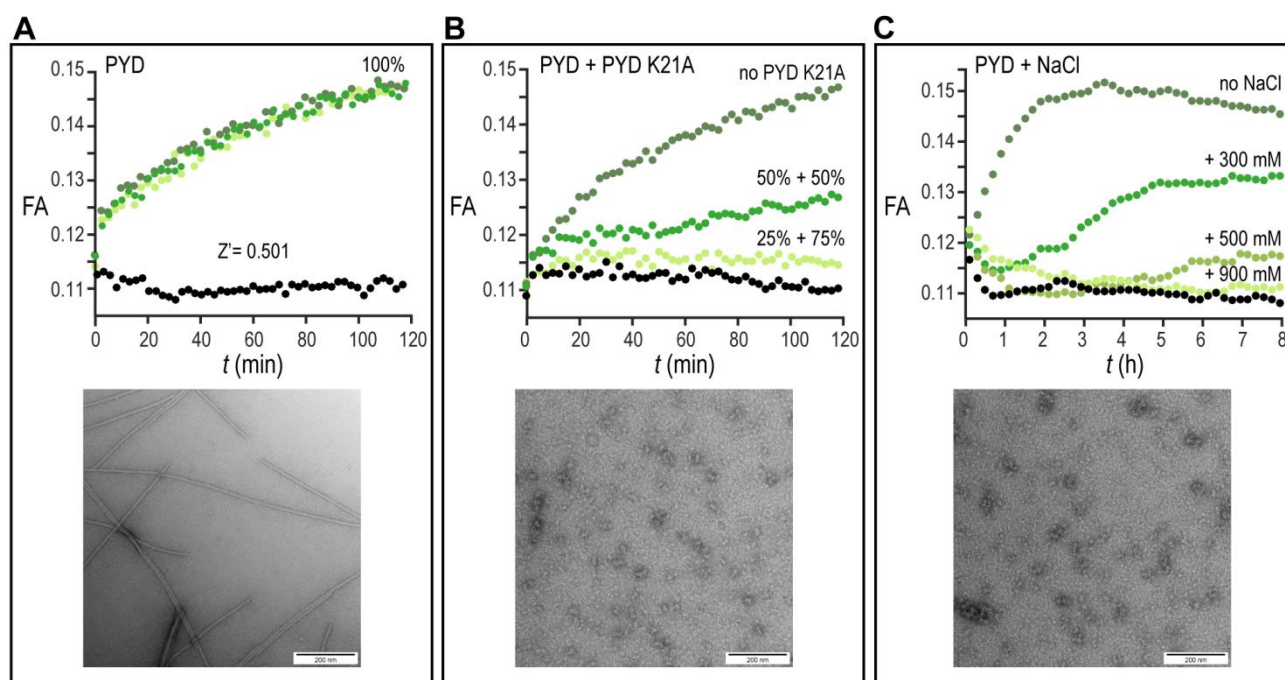 A
PYD
100%
0.15
0.14
0.13
0.12
0.11
FA
Z'= 0.501
0 20 40 60 80 100 120
t (min)
200 nm
B
PYD + PYD K21A
no PYD K21A
0.15
0.14
0.13
0.12
0.11
FA
50% + 50%
25% + 75%
0 20 40 60 80 100 120
t (min)
200 nm
C
PYD + NaCl
no NaCl
0.15
0.13
0.12
0.11
FA
+ 300 mM
+ 500 mM
+ 900 mM
0 1 2 3 4 5 6 7 8
t (h)
200 nm